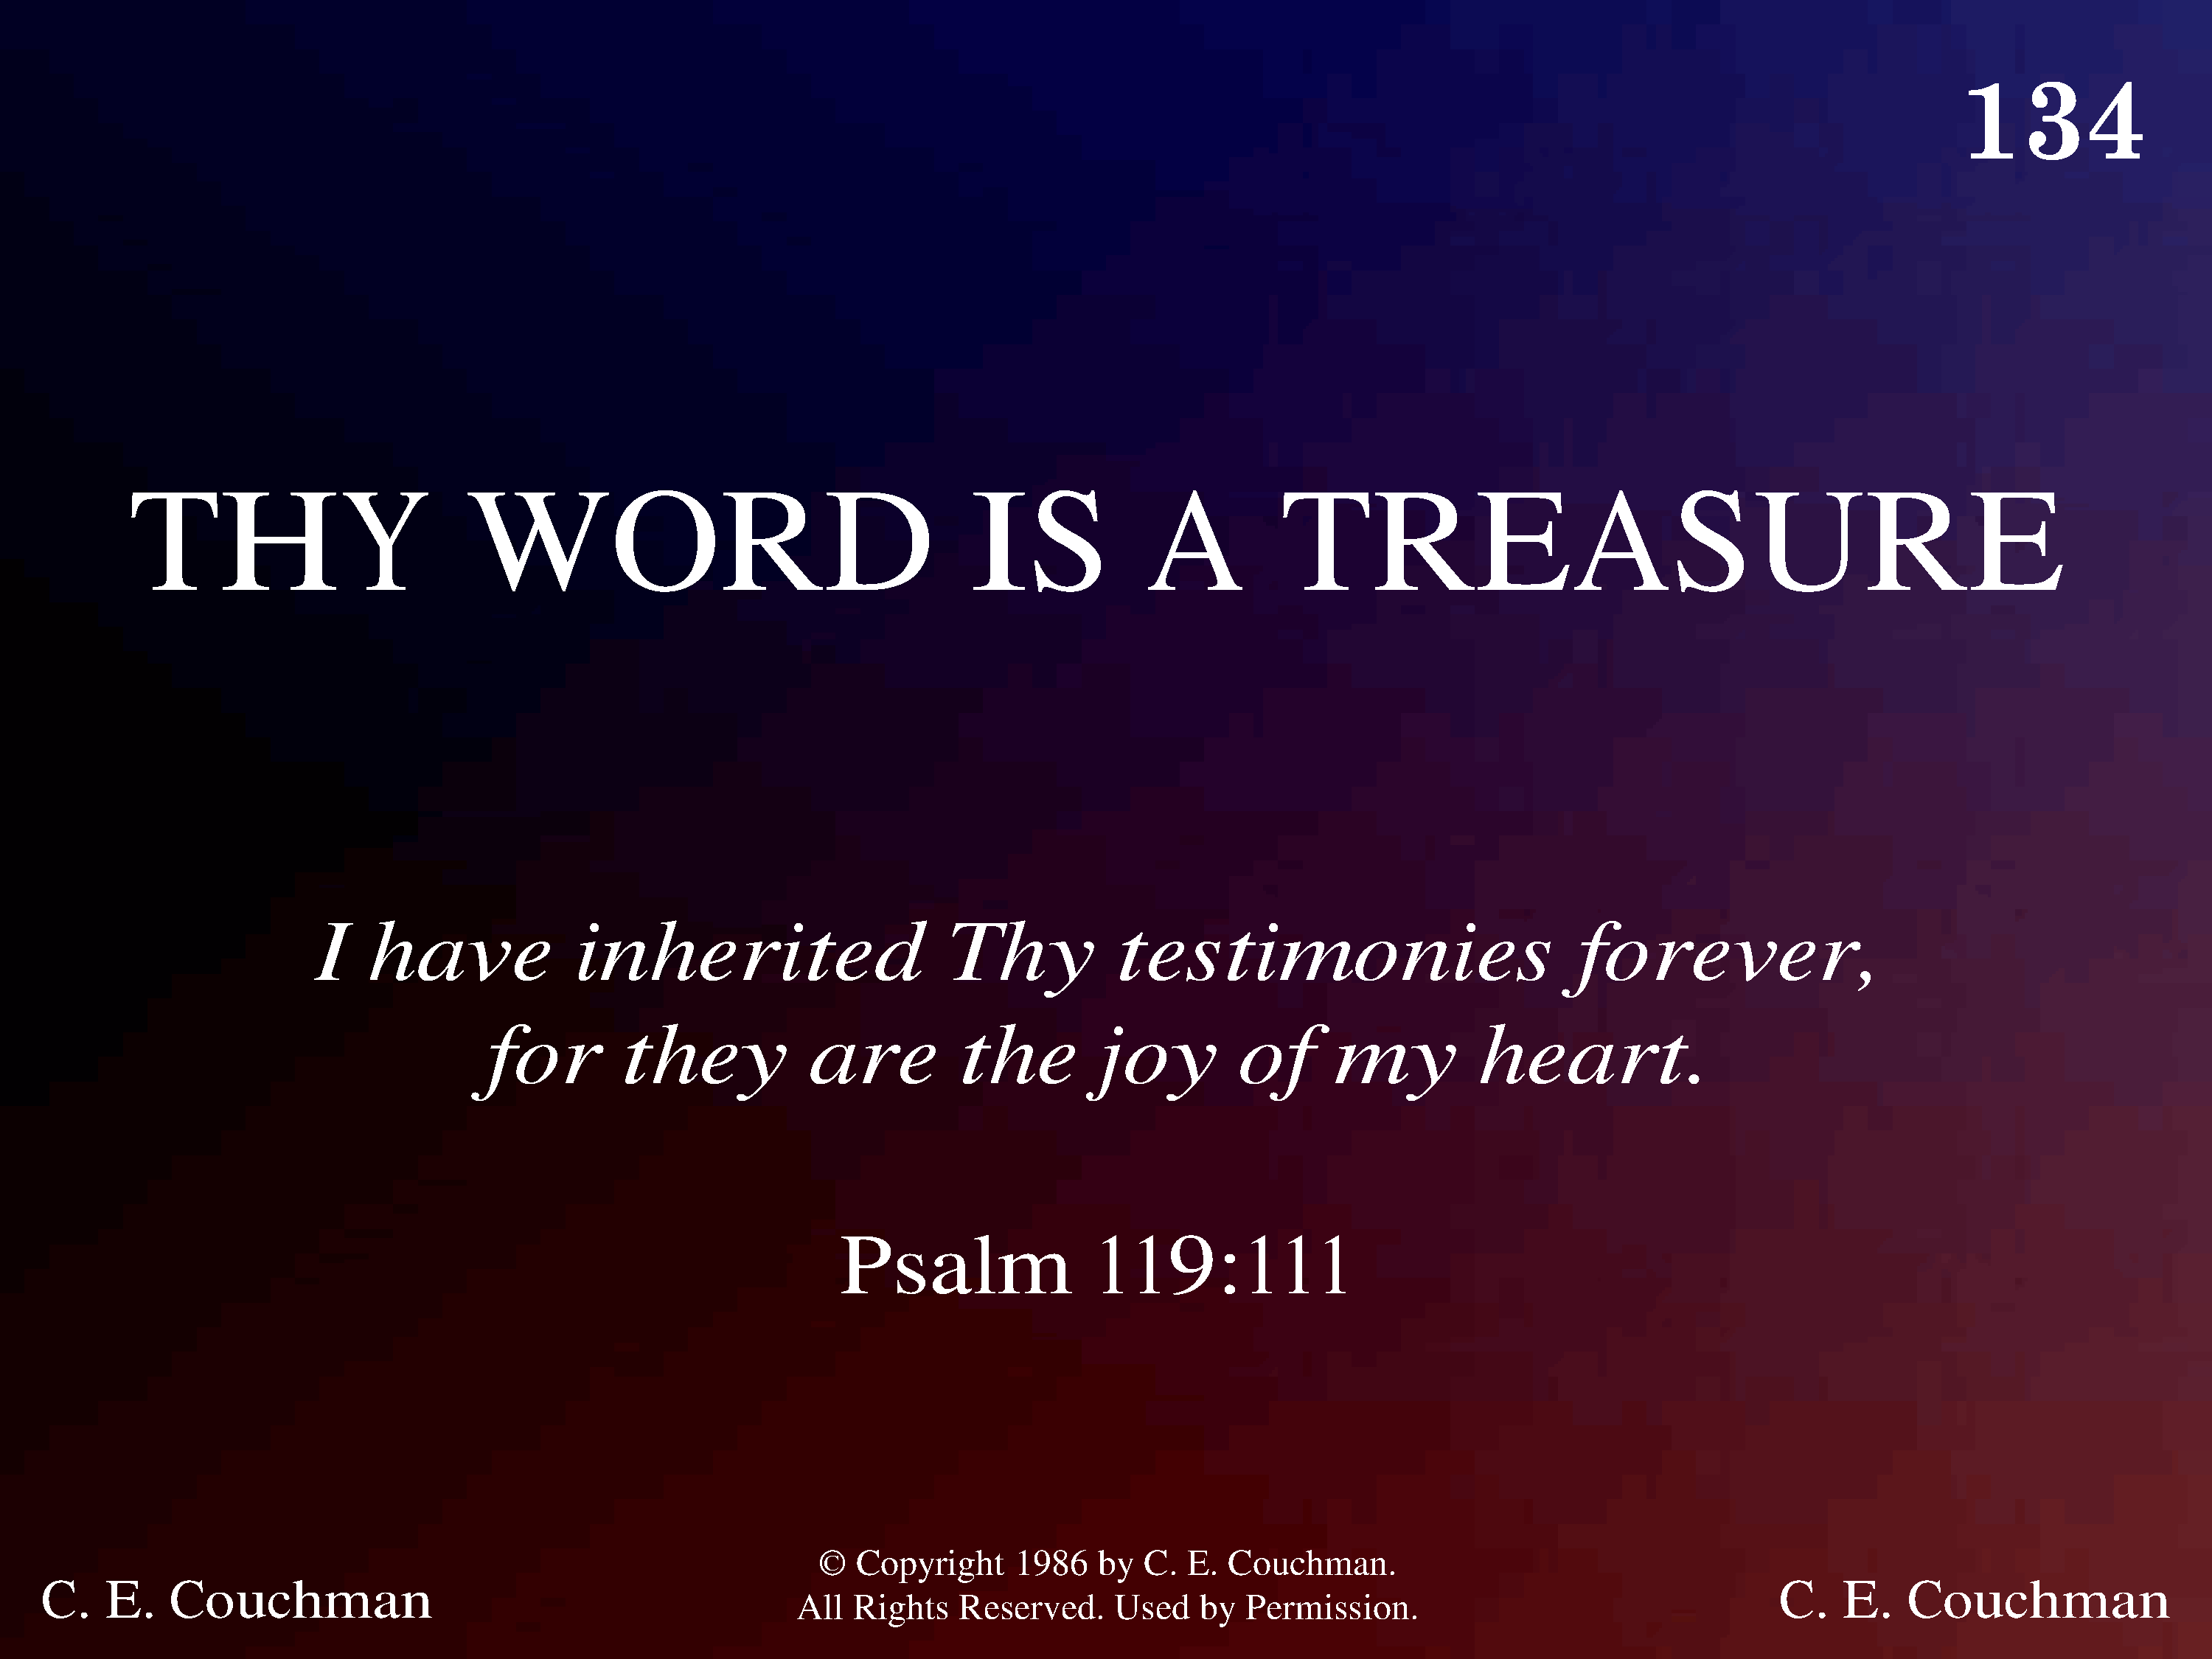 134
THY WORD IS A TREASURE
I have inherited Thy testimonies forever,
for they are the joy of my heart.
Psalm 119:111
© Copyright 1986 by C. E. Couchman.
All Rights Reserved. Used by Permission.
C. E. Couchman
C. E. Couchman